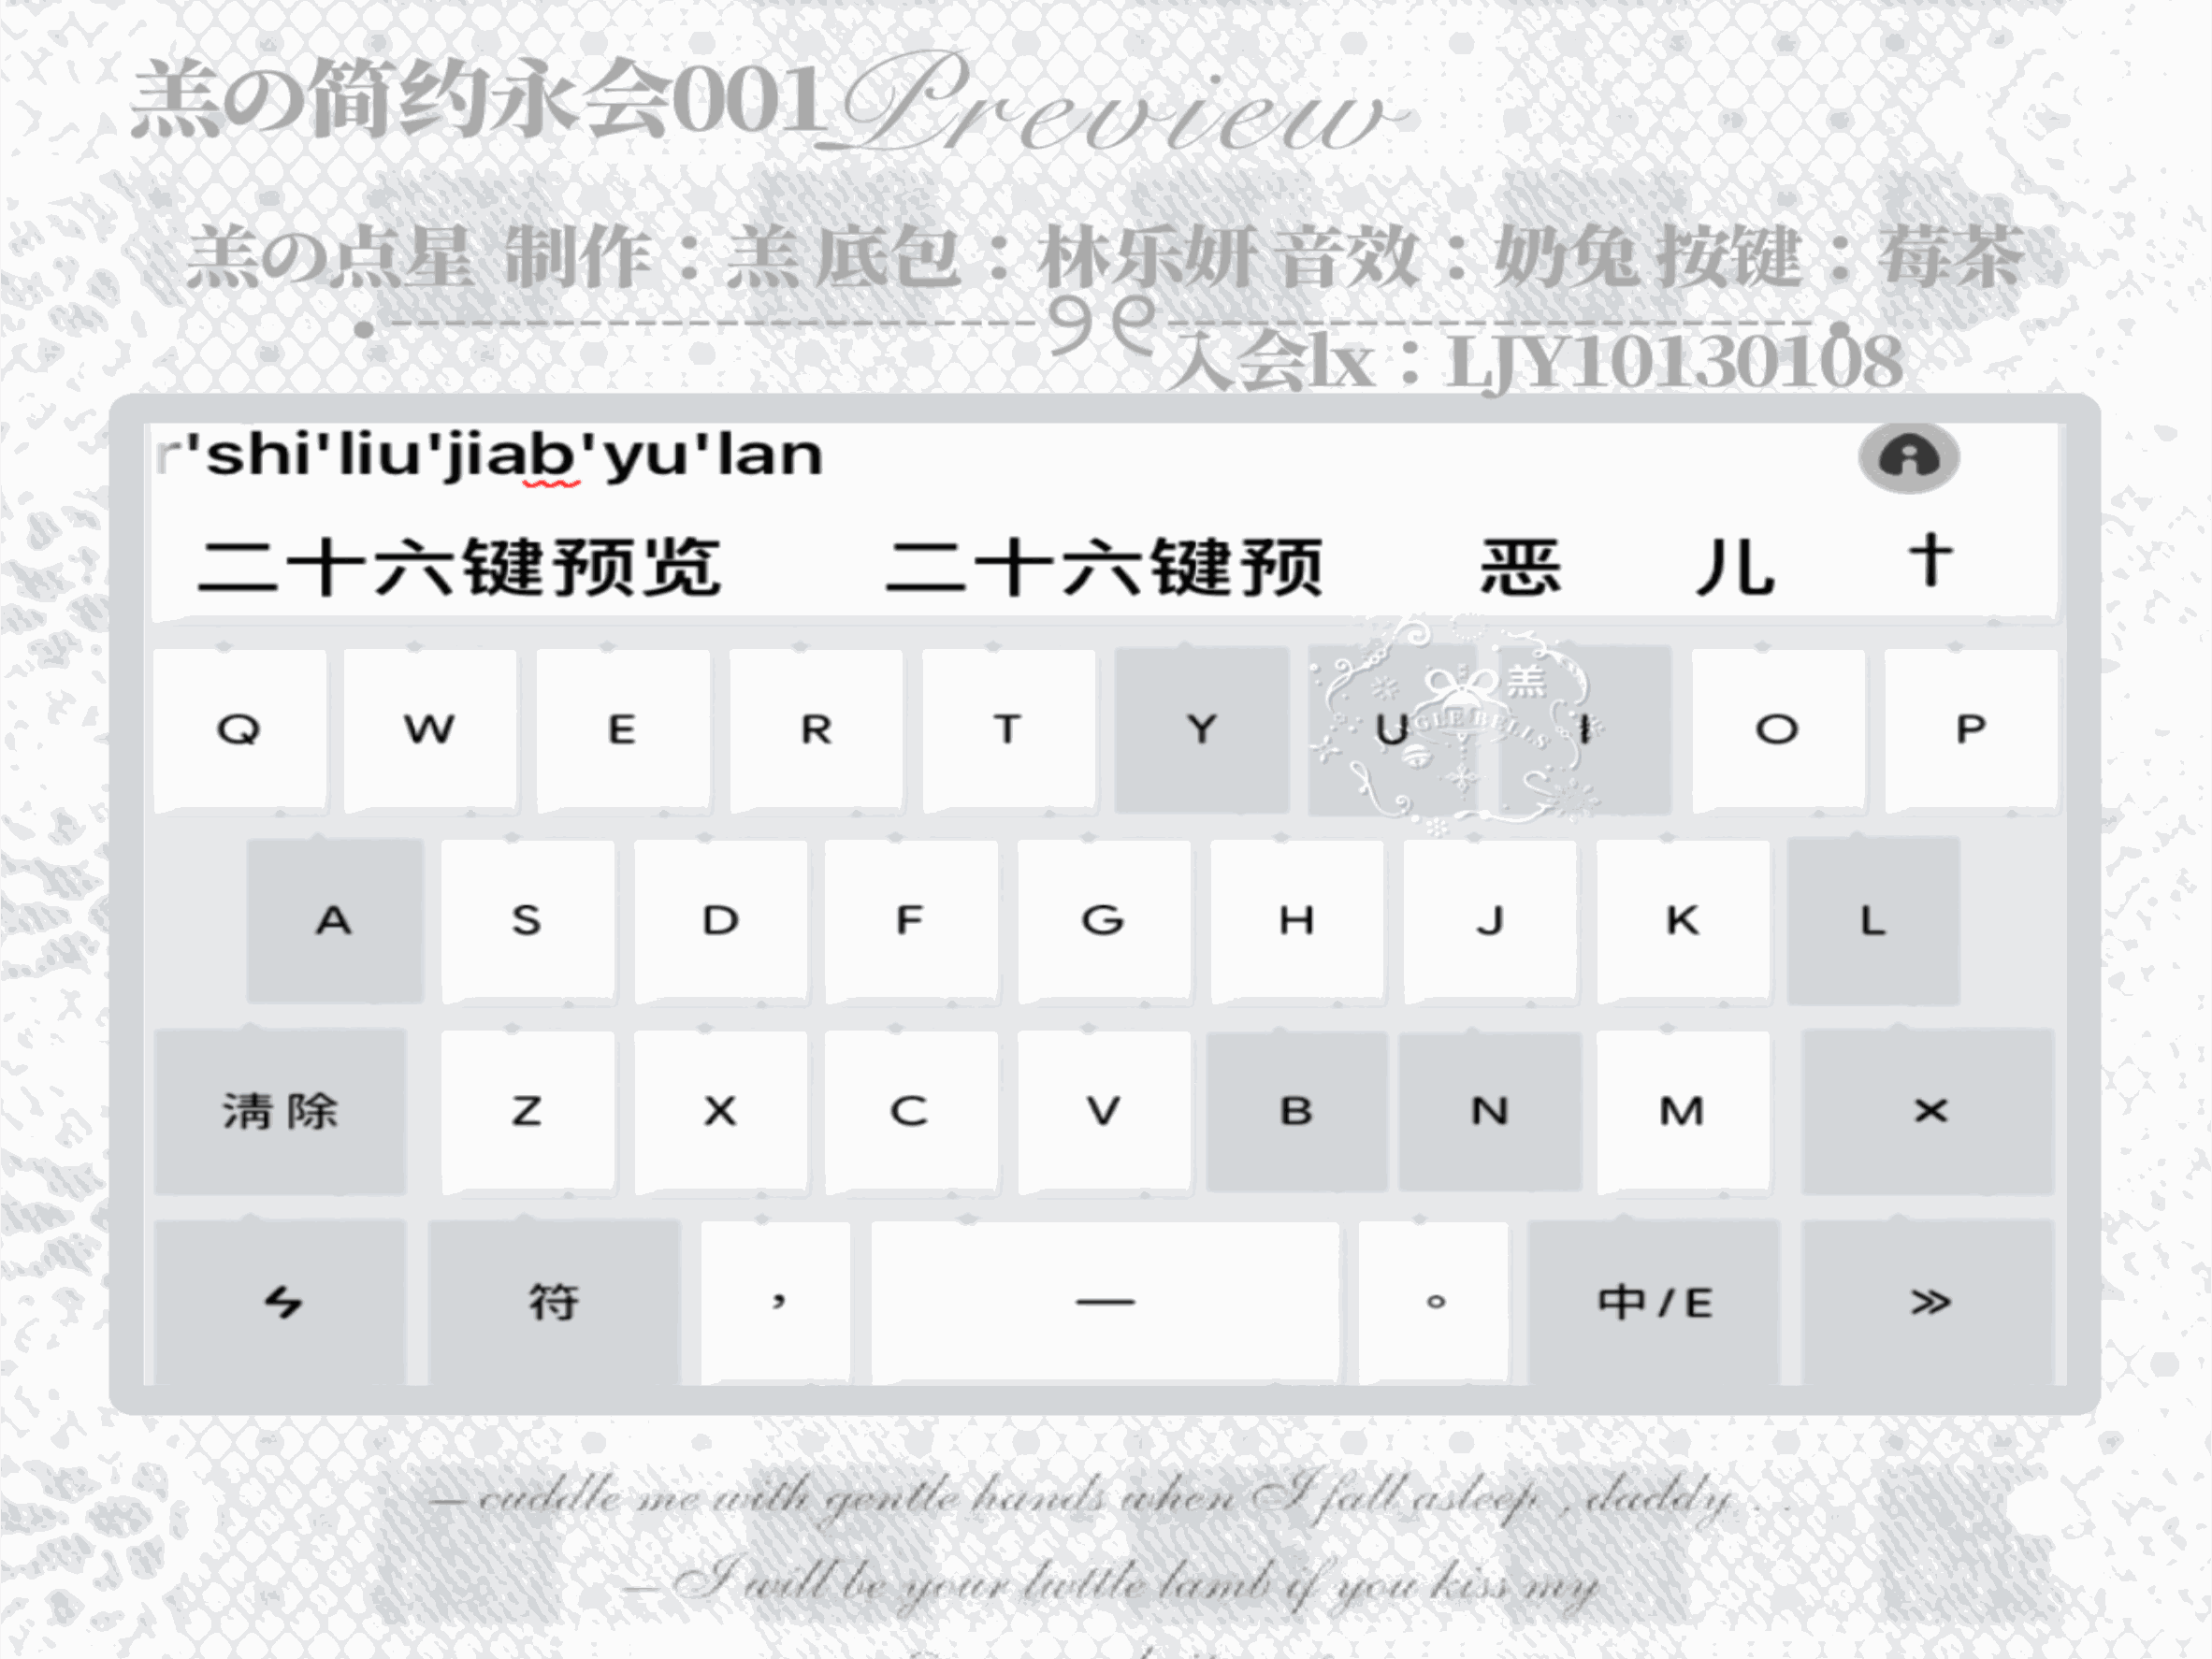 羔の简约永会001Preview
羔の点星 制作：羔 底包：林乐妍 音效：奶兔 按键：莓茶
入会lx：LJY10130108
r'shi'liu'jiab'yu'lan
二十六键预览 二十六键预 恶 儿 †
Q W E R T Y U I O P
羔
GLE BELLS
A S D F G H J K L
清除 Z X C V B N M ×
ϟ 符 ， — 。 中/E »
— cuddle me with gentle hands when I fall asleep , daddy. . .
— I will be your liwttle lamb if you kiss my